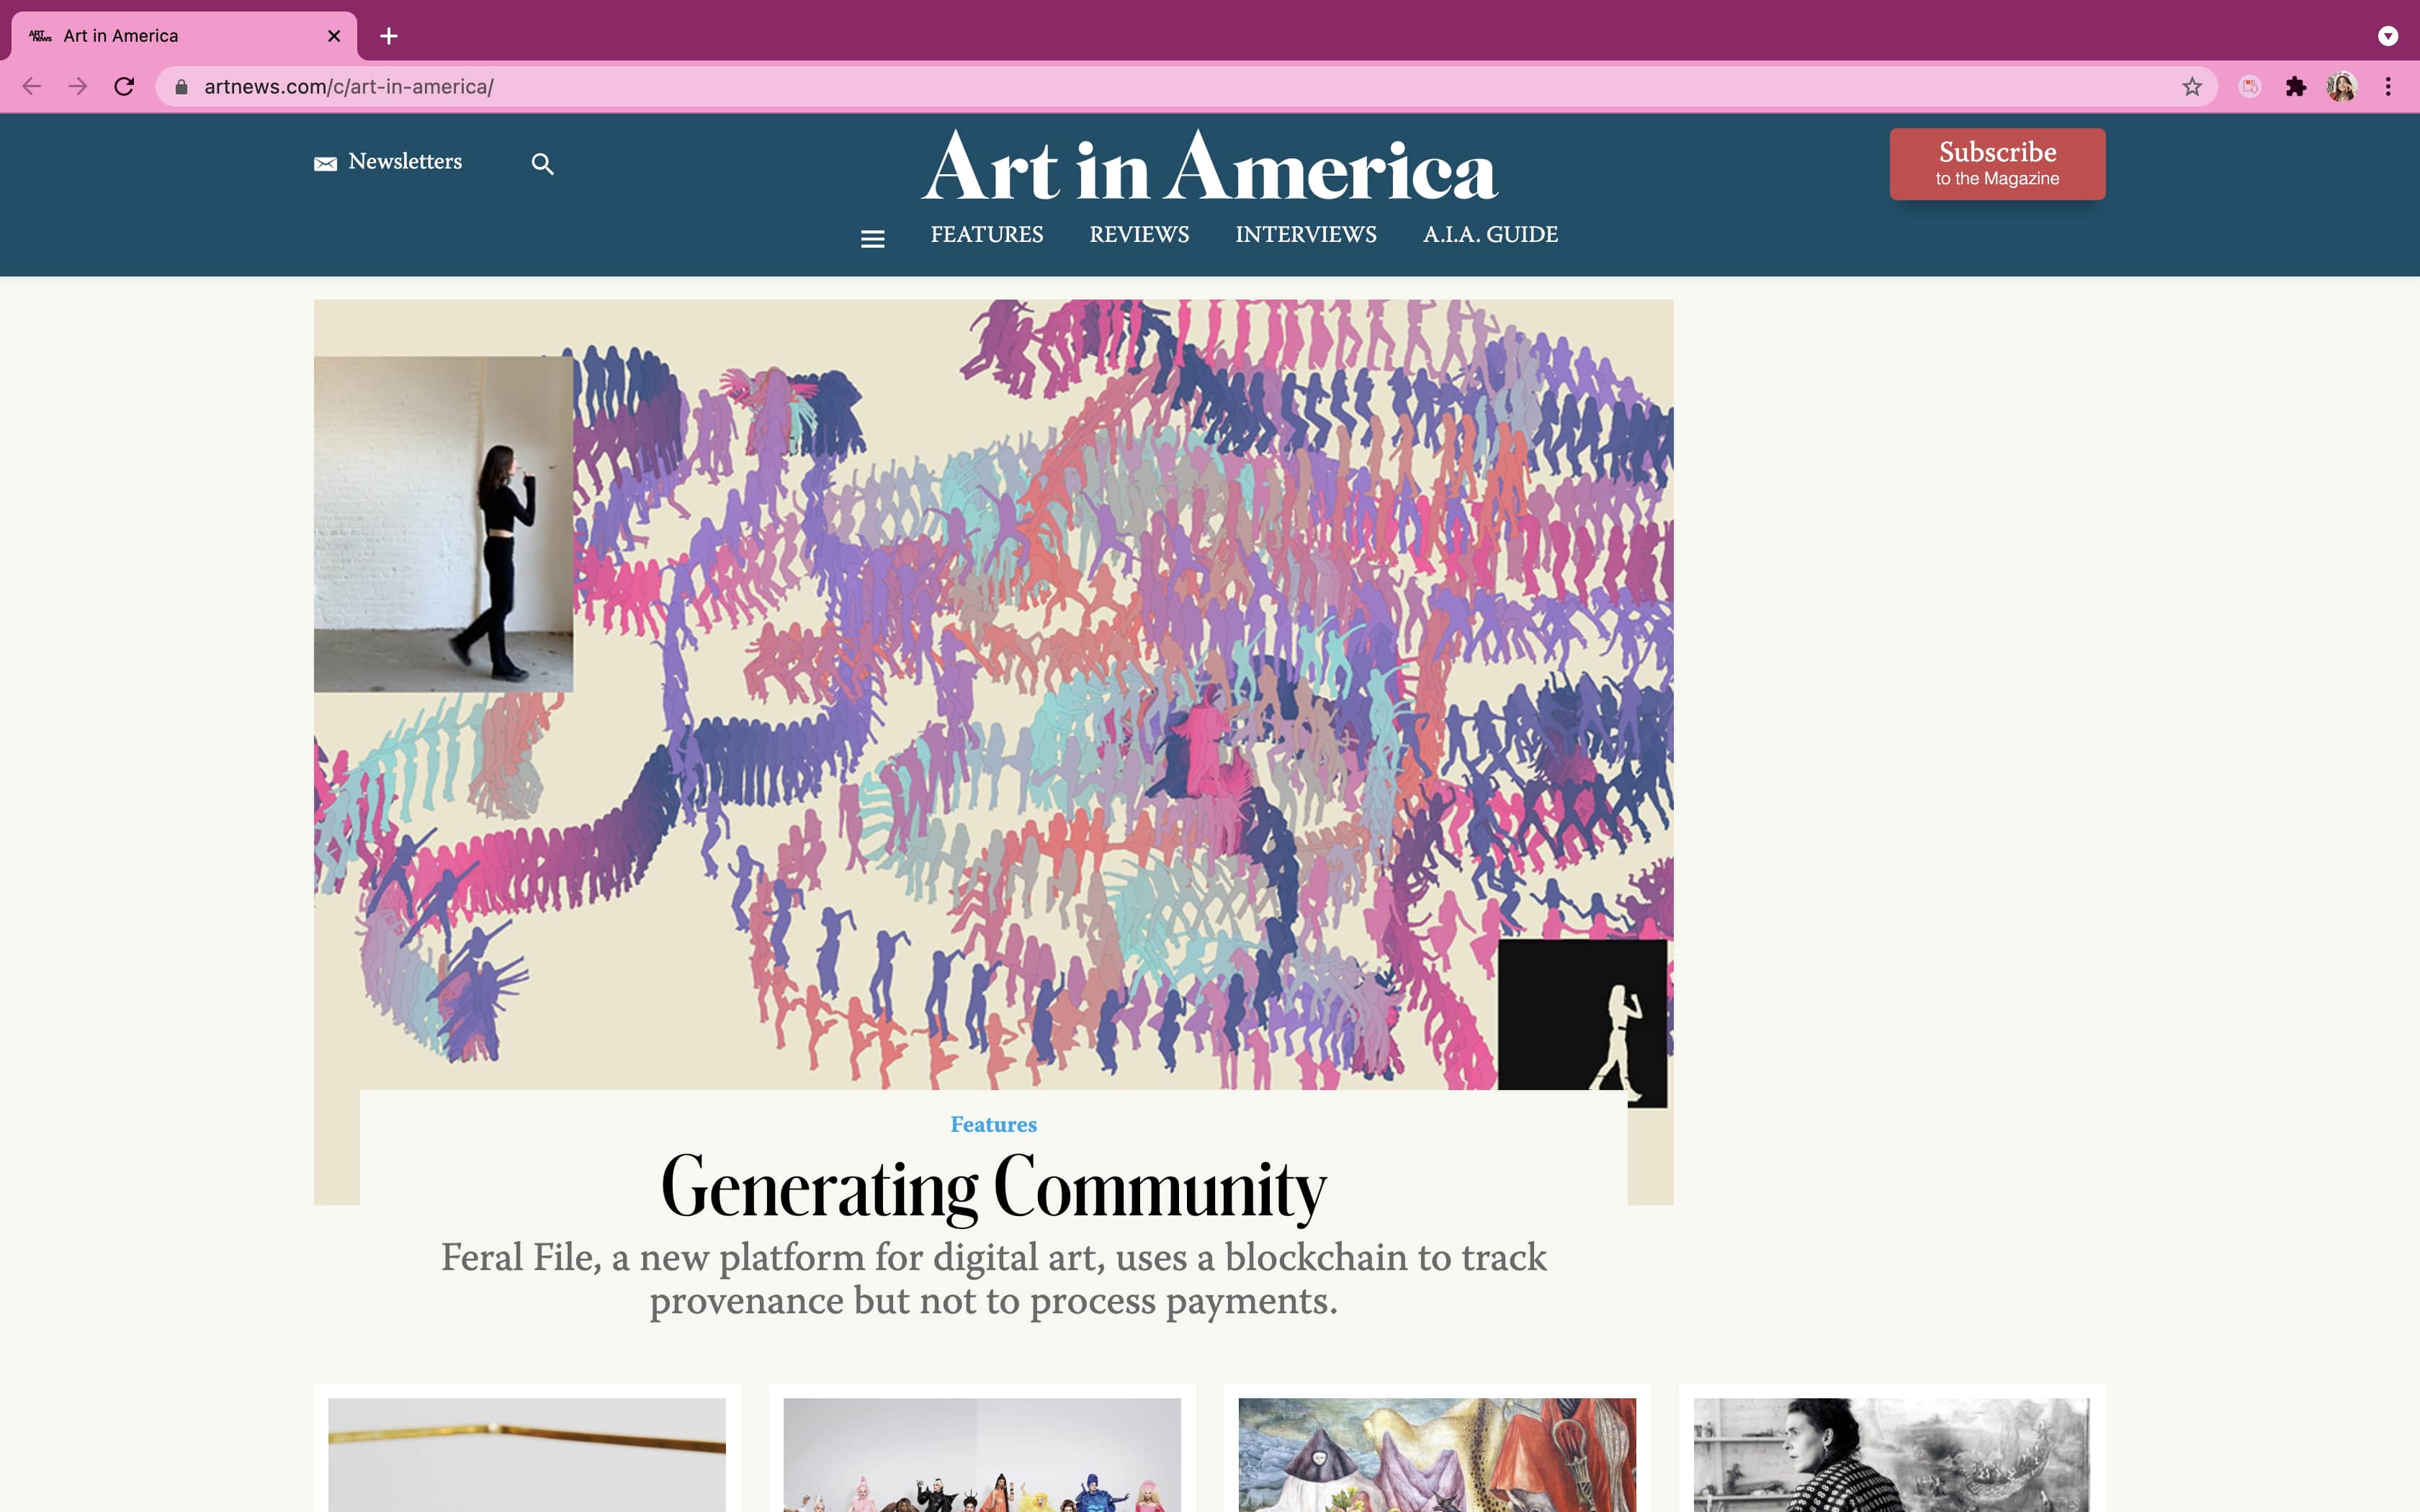 ART news Art in America
artnews.com/c/art-in-america/
Newsletters
Art in America
Subscribe
to the Magazine
FEATURES REVIEWS INTERVIEWS A.I.A. GUIDE
Features
Generating Community
Feral File, a new platform for digital art, uses a blockchain to track
provenance but not to process payments.